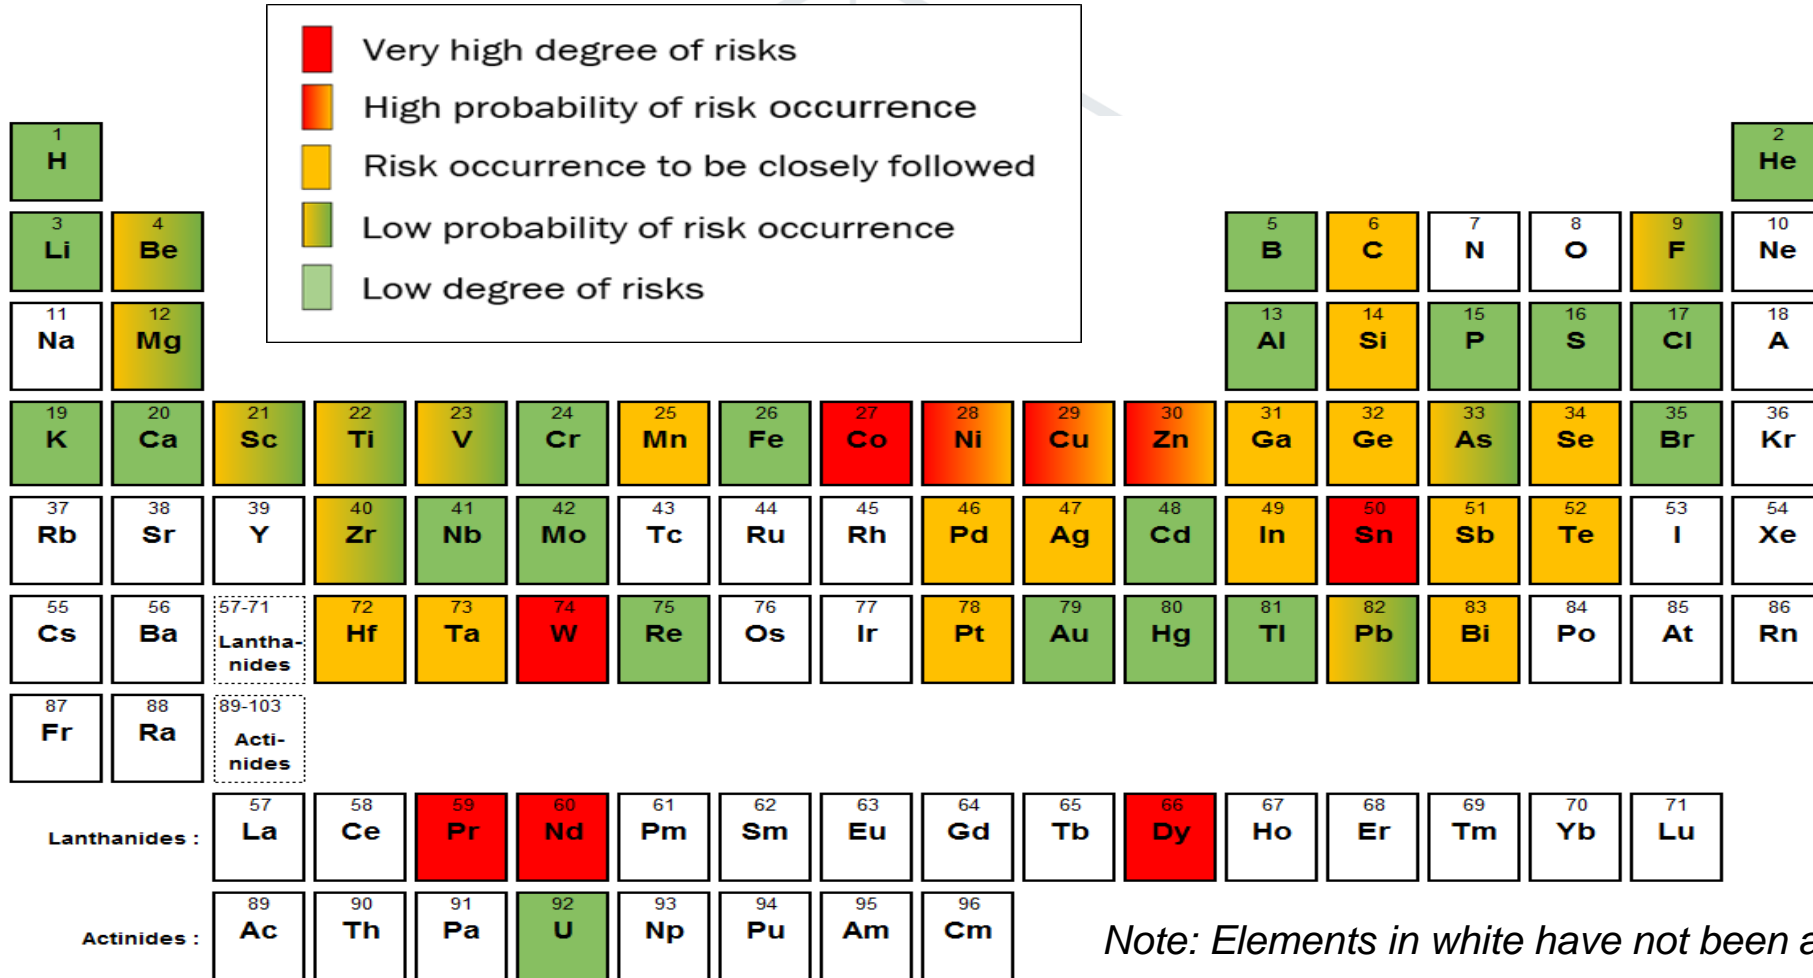 Very high degree of risks
High probability of risk occurrence
Risk occurrence to be closely followed
Low probability of risk occurrence
Low degree of risks
1 2
H He
3 4 5 6 7 8 9 10
Li Be B C N O F Ne
11 12 13 14 15 16 17 18
Na Mg Al Si P S Cl A
19 20 21 22 23 24 25 26 27 28 29 30 31 32 33 34 35 36
K Ca Sc Ti V Cr Mn Fe Co Ni Cu Zn Ga Ge As Se Br Kr
37 38 39 40 41 42 43 44 45 46 47 48 49 50 51 52 53 54
Rb Sr Y Zr Nb Mo Tc Ru Rh Pd Ag Cd In Sn Sb Te I Xe
55 56 57-71 72 73 74 75 76 77 78 79 80 81 82 83 84 85 86
Cs Ba Lantha- Hf Ta W Re Os Ir Pt Au Hg Tl Pb Bi Po At Rn
nides
87 88 89-103
Fr Ra Acti-
nides
57 58 59 60 61 62 63 64 65 66 67 68 69 70 71
Lanthanides : La Ce Pr Nd Pm Sm Eu Gd Tb Dy Ho Er Tm Yb Lu
89 90 91 92 93 94 95 96
Actinides : Ac Th Pa U Np Pu Am Cm
Note: Elements in white have not been